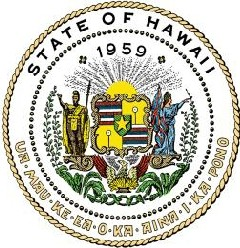 STATE OF HAWAII
1959
UA MAU KE EA O KA AINA I KA PONO